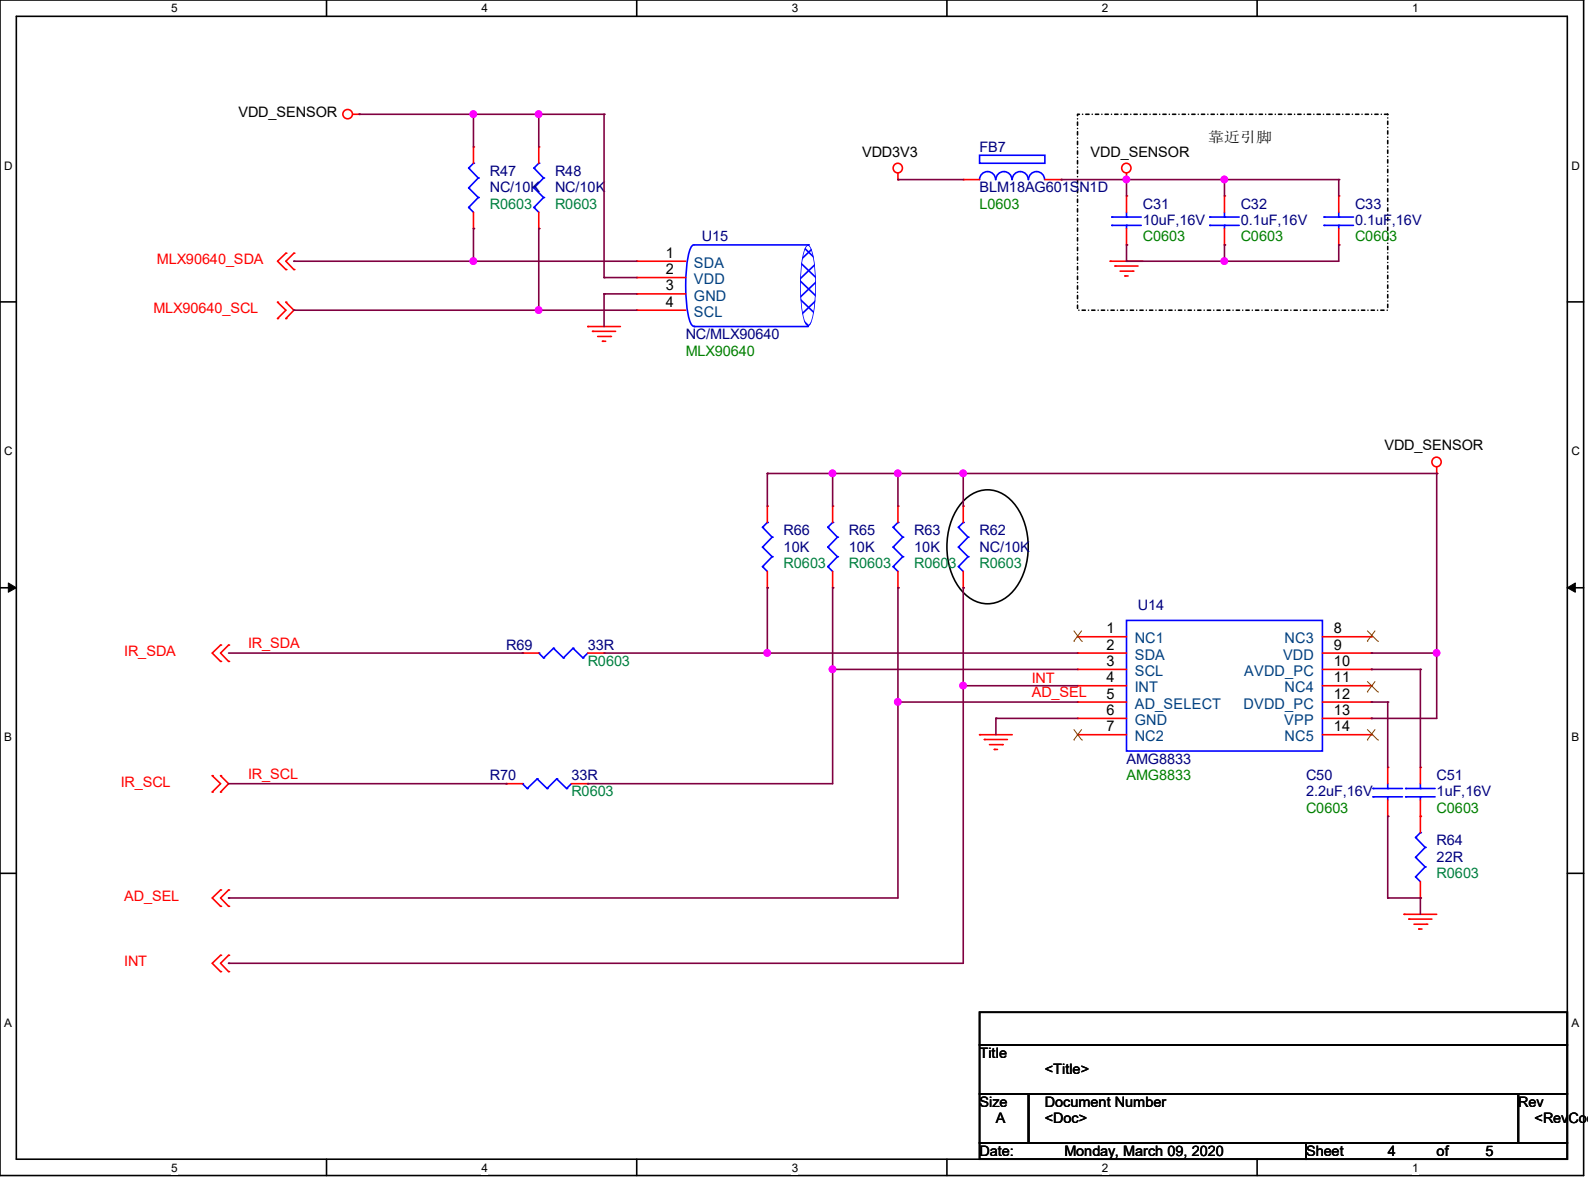 5 4 3 2 1
D
D
C
C
B
B
A
A
VDD_SENSOR
R47
NC/10K
R0603
R48
NC/10K
R0603
MLX90640_SDA
MLX90640_SCL
U15
1 SDA
2 VDD
3 GND
4 SCL
NC/MLX90640
MLX90640
VDD3V3
FB7
BLM18AG601SN1D
L0603
靠近引脚
VDD_SENSOR
C31
10uF,16V
C0603
C32
0.1uF,16V
C0603
C33
0.1uF,16V
C0603
VDD_SENSOR
R66
10K
R0603
R65
10K
R0603
R63
10K
R0603
R62
NC/10K
R0603
IR_SDA
IR_SDA
R69 33R
R0603
IR_SCL
IR_SCL
R70 33R
R0603
AD_SEL
INT
INT
AD_SEL
U14
1 NC1
2 SDA
3 SCL
4 INT
5 AD_SELECT
6 GND
7 NC2
NC3 8
VDD 9
AVDD_PC 10
NC4 11
DVDD_PC 12
VPP 13
NC5 14
AMG8833
AMG8833
C50
2.2uF,16V
C0603
C51
1uF,16V
C0603
R64
22R
R0603
Title
<Title>
Size
A
Document Number
<Doc>
Rev
<RevCo
Date: Monday, March 09, 2020
Sheet 4 of 5
5 4 3 2 1